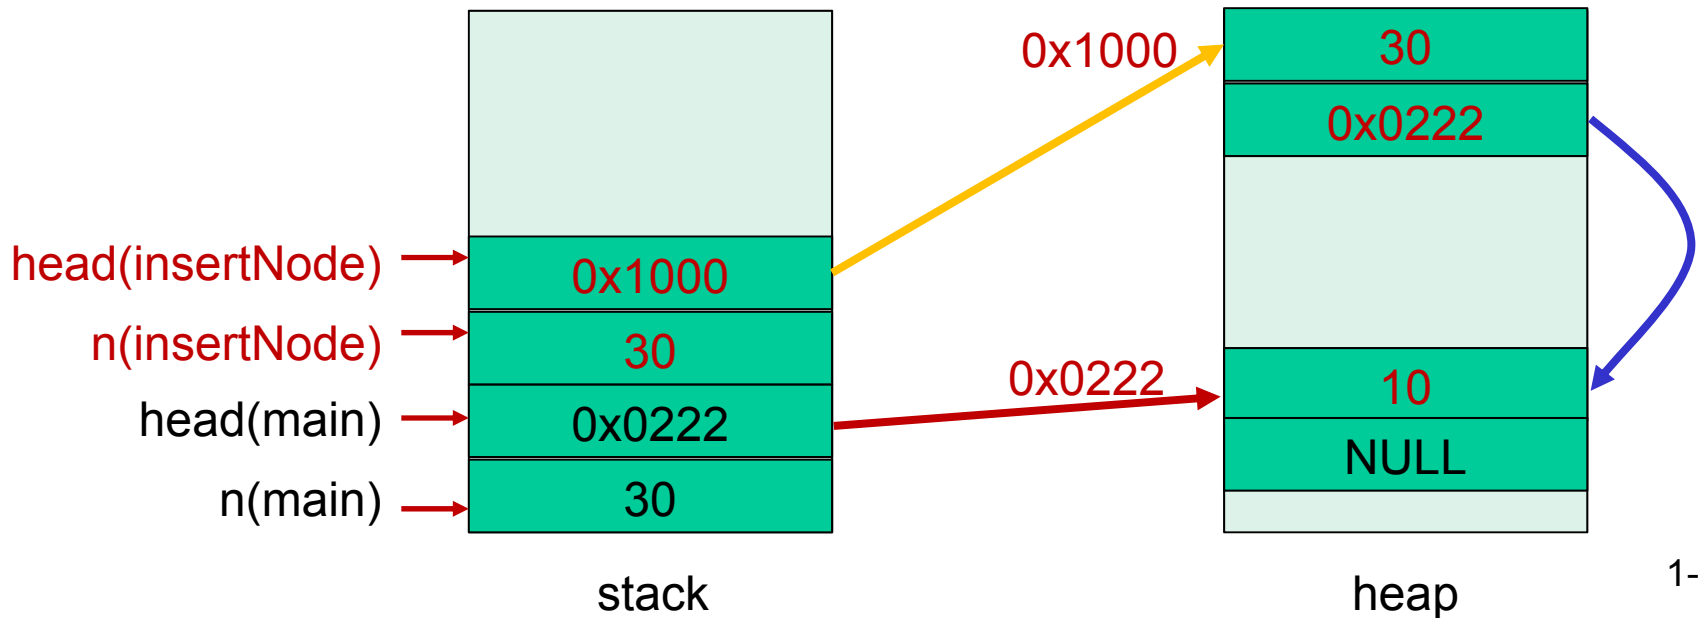 0x1000
30
0x0222
head(insertNode)
0x1000
n(insertNode)
30
0x0222
10
head(main)
0x0222
NULL
n(main)
30
stack
heap
1-